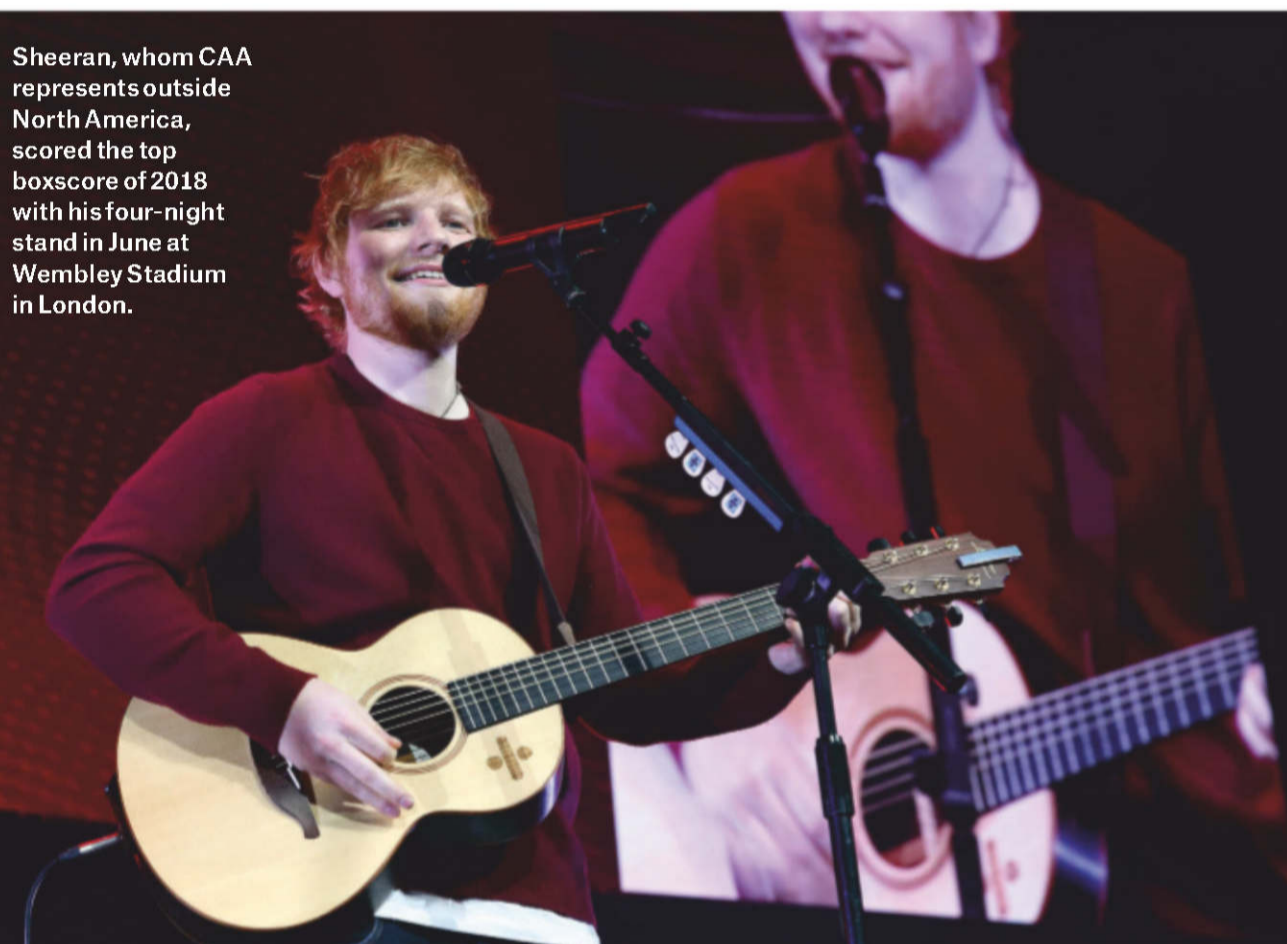 Sheeran, whom CAA
represents outside
North America,
scored the top
boxscore of 2018
with his four-night
stand in June at
Wembley Stadium
in London.